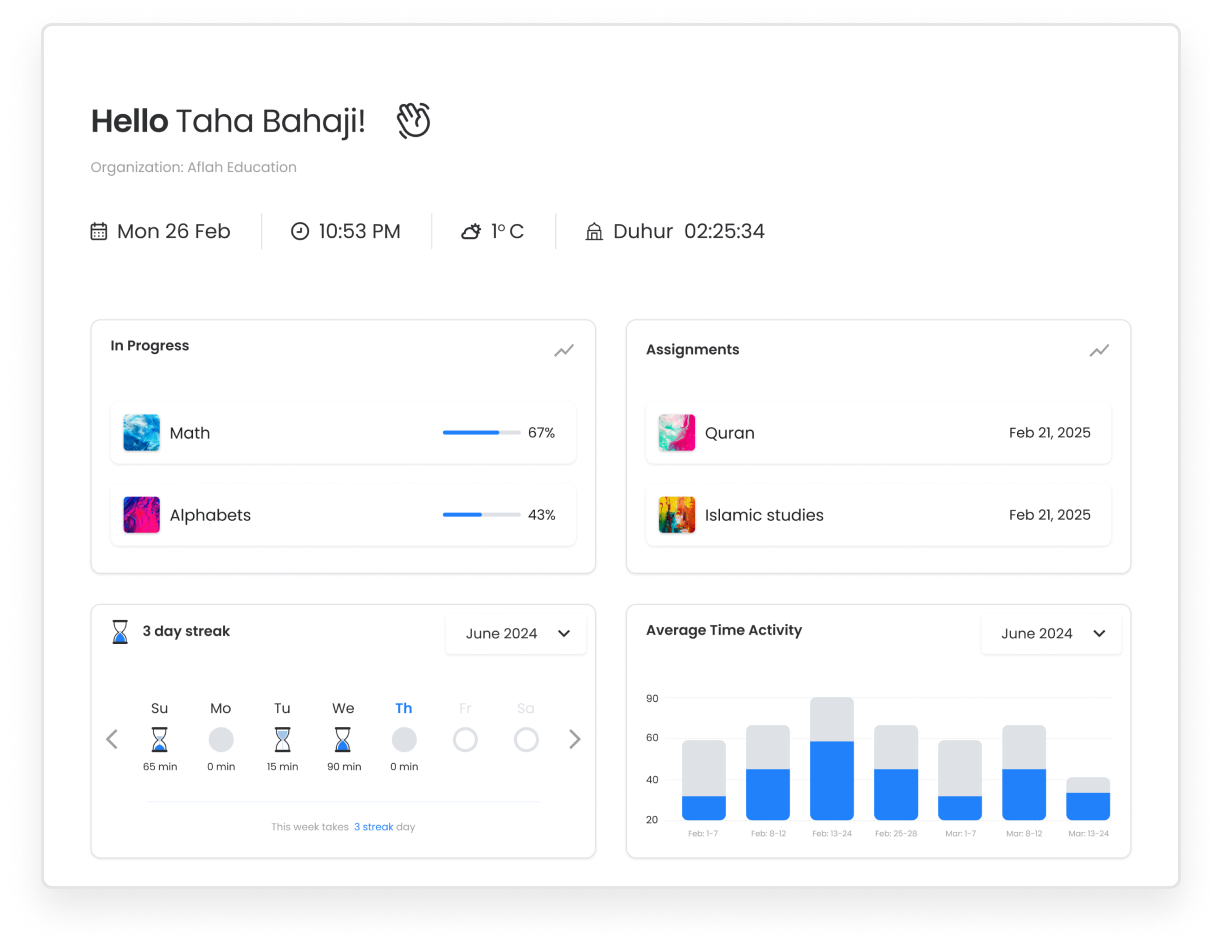 Hello Taha Bahaji!
Organization: Aflah Education
Mon 26 Feb
10:53 PM
1° C
Duhur 02:25:34
In Progress
Math 67%
Alphabets 43%
Assignments
Quran Feb 21, 2025
Islamic studies Feb 21, 2025
3 day streak
June 2024
Su Mo Tu We Th Fr Sa
65 min 0 min 15 min 90 min 0 min
This week takes 3 streak day
Average Time Activity
June 2024
90
60
40
20
Feb: 1-7 Feb: 8-12 Feb: 13-24 Feb: 25-28 Mar: 1-7 Mar: 8-12 Mar: 13-24